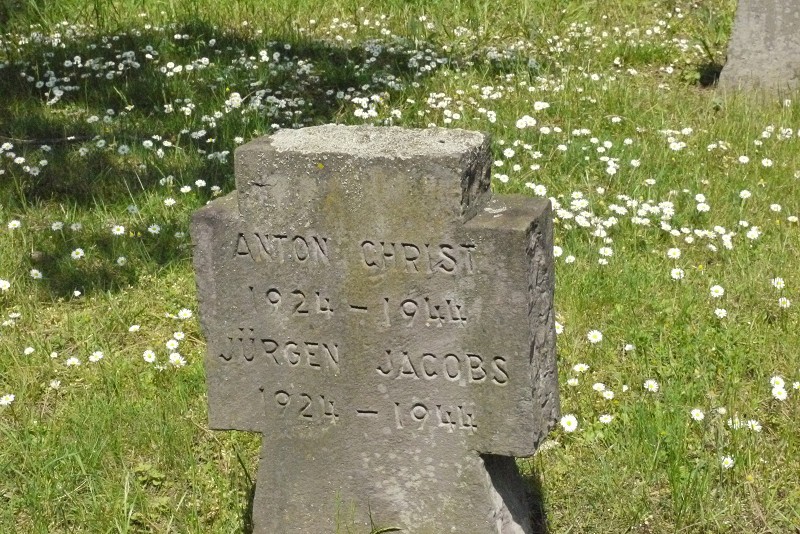 ANTON CHRIST
1924 – 1944
JÜRGEN JACOBS
1924 – 1944